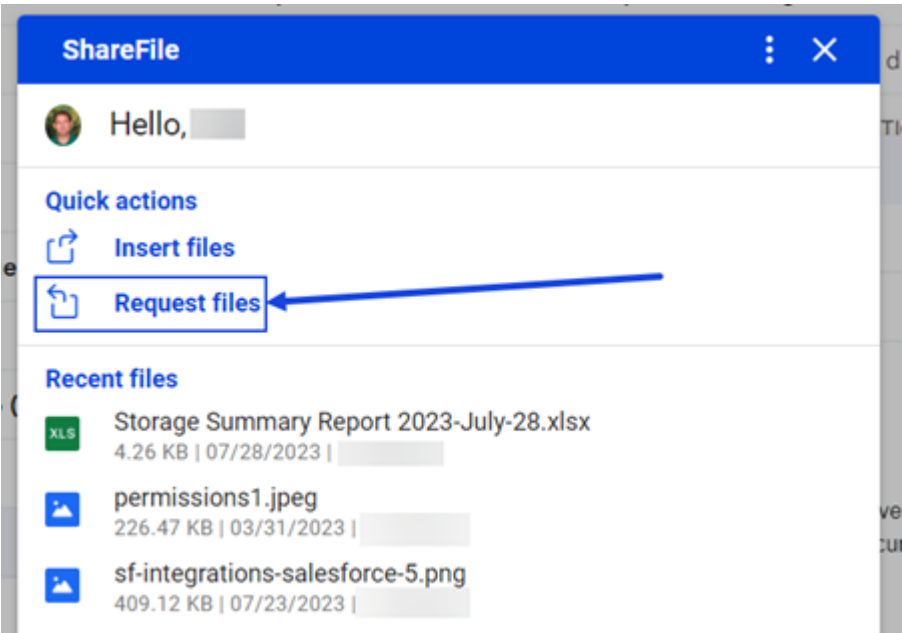 ShareFile
Hello,
Quick actions
Insert files
Request files
Recent files
XLS
Storage Summary Report 2023-July-28.xlsx
4.26 KB | 07/28/2023 |
permissions1.jpeg
226.47 KB | 03/31/2023 |
sf-integrations-salesforce-5.png
409.12 KB | 07/23/2023 |